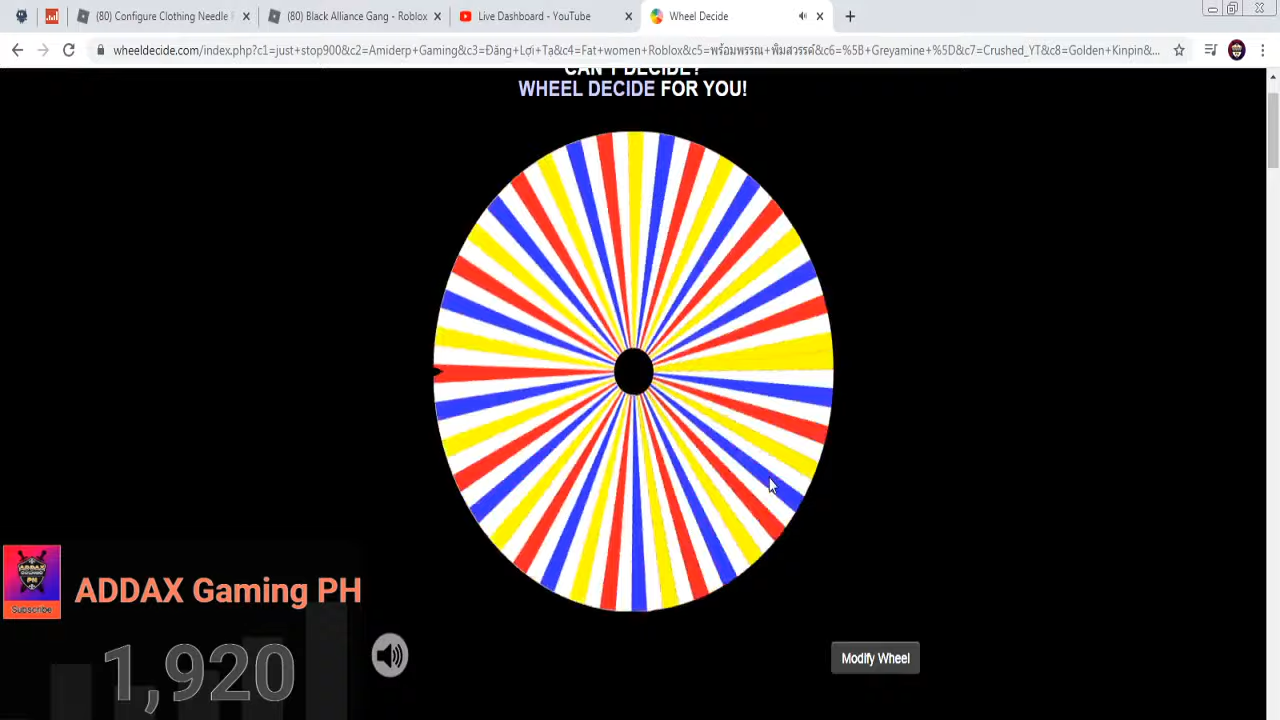 (80) Configure Clothing Needle
(80) Black Alliance Gang - Roblox
Live Dashboard - YouTube
Wheel Decide
wheeldecide.com/index.php?c1=just+stop900&c2=Amiderp+Gaming&c3=Đăng+Lợi+Tạ&c4=Fat+women+Roblox&c5=พร้อมพรรณ+พิมสวรรค์&c6=%5B+Greyamine+%5D&c7=Crushed_YT&c8=Golden+Kinpin&...
CAN'T DECIDE?
WHEEL DECIDE FOR YOU!
ADDAX Gaming PH
PH
Subscribe
1,920
Modify Wheel